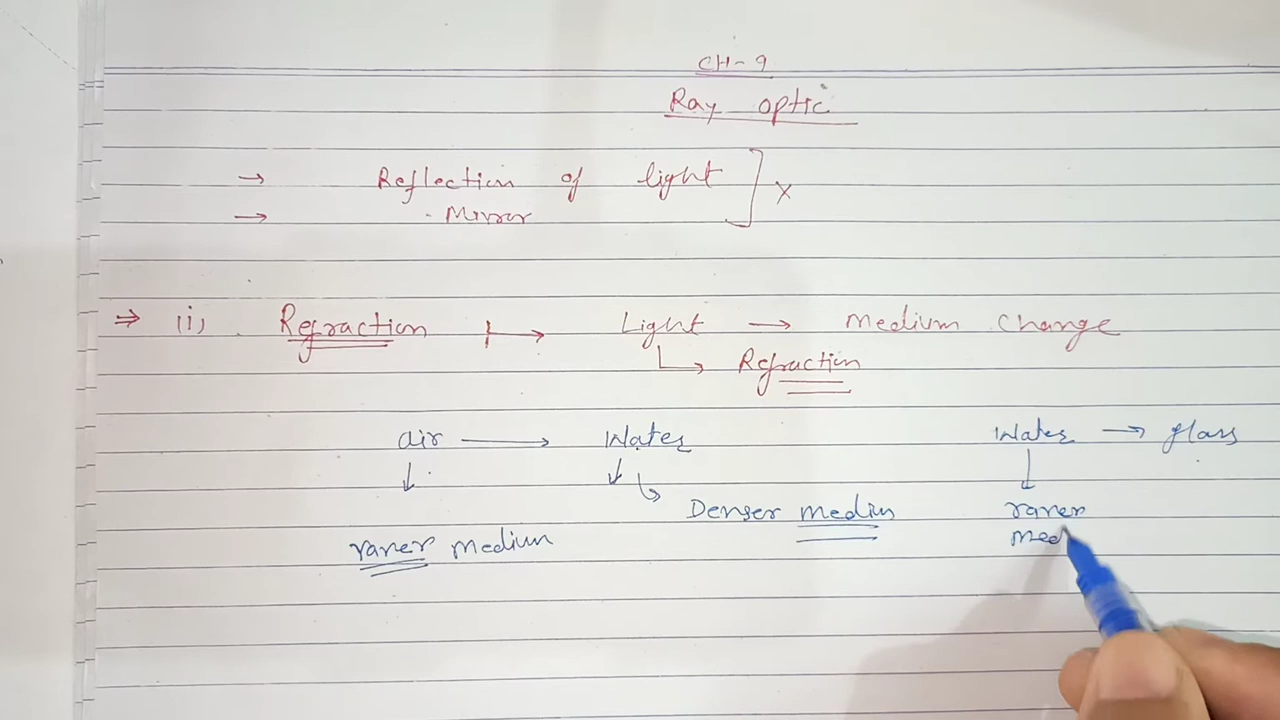 CH-9
Ray optic
→ Reflection of light ] X
→ Mirror
⇒ (i) Refraction ↦ Light → medium change
↳ Refraction
air → Water Water → glass
↓ ↓ ↳ ↓
Denser medium rarer
rarer medium med